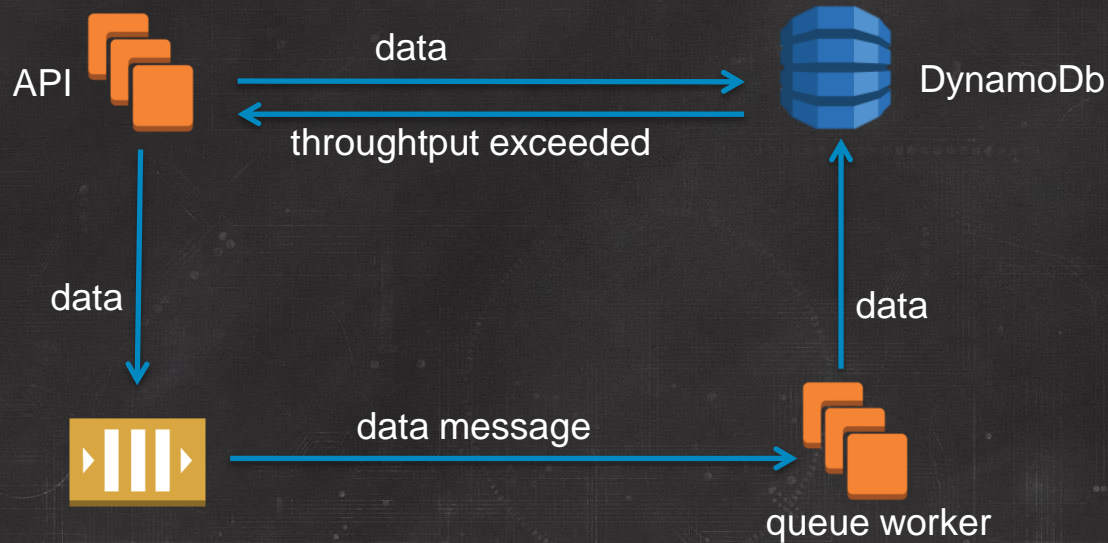 data
API
DynamoDb
throughtput exceeded
data
data
data message
queue worker